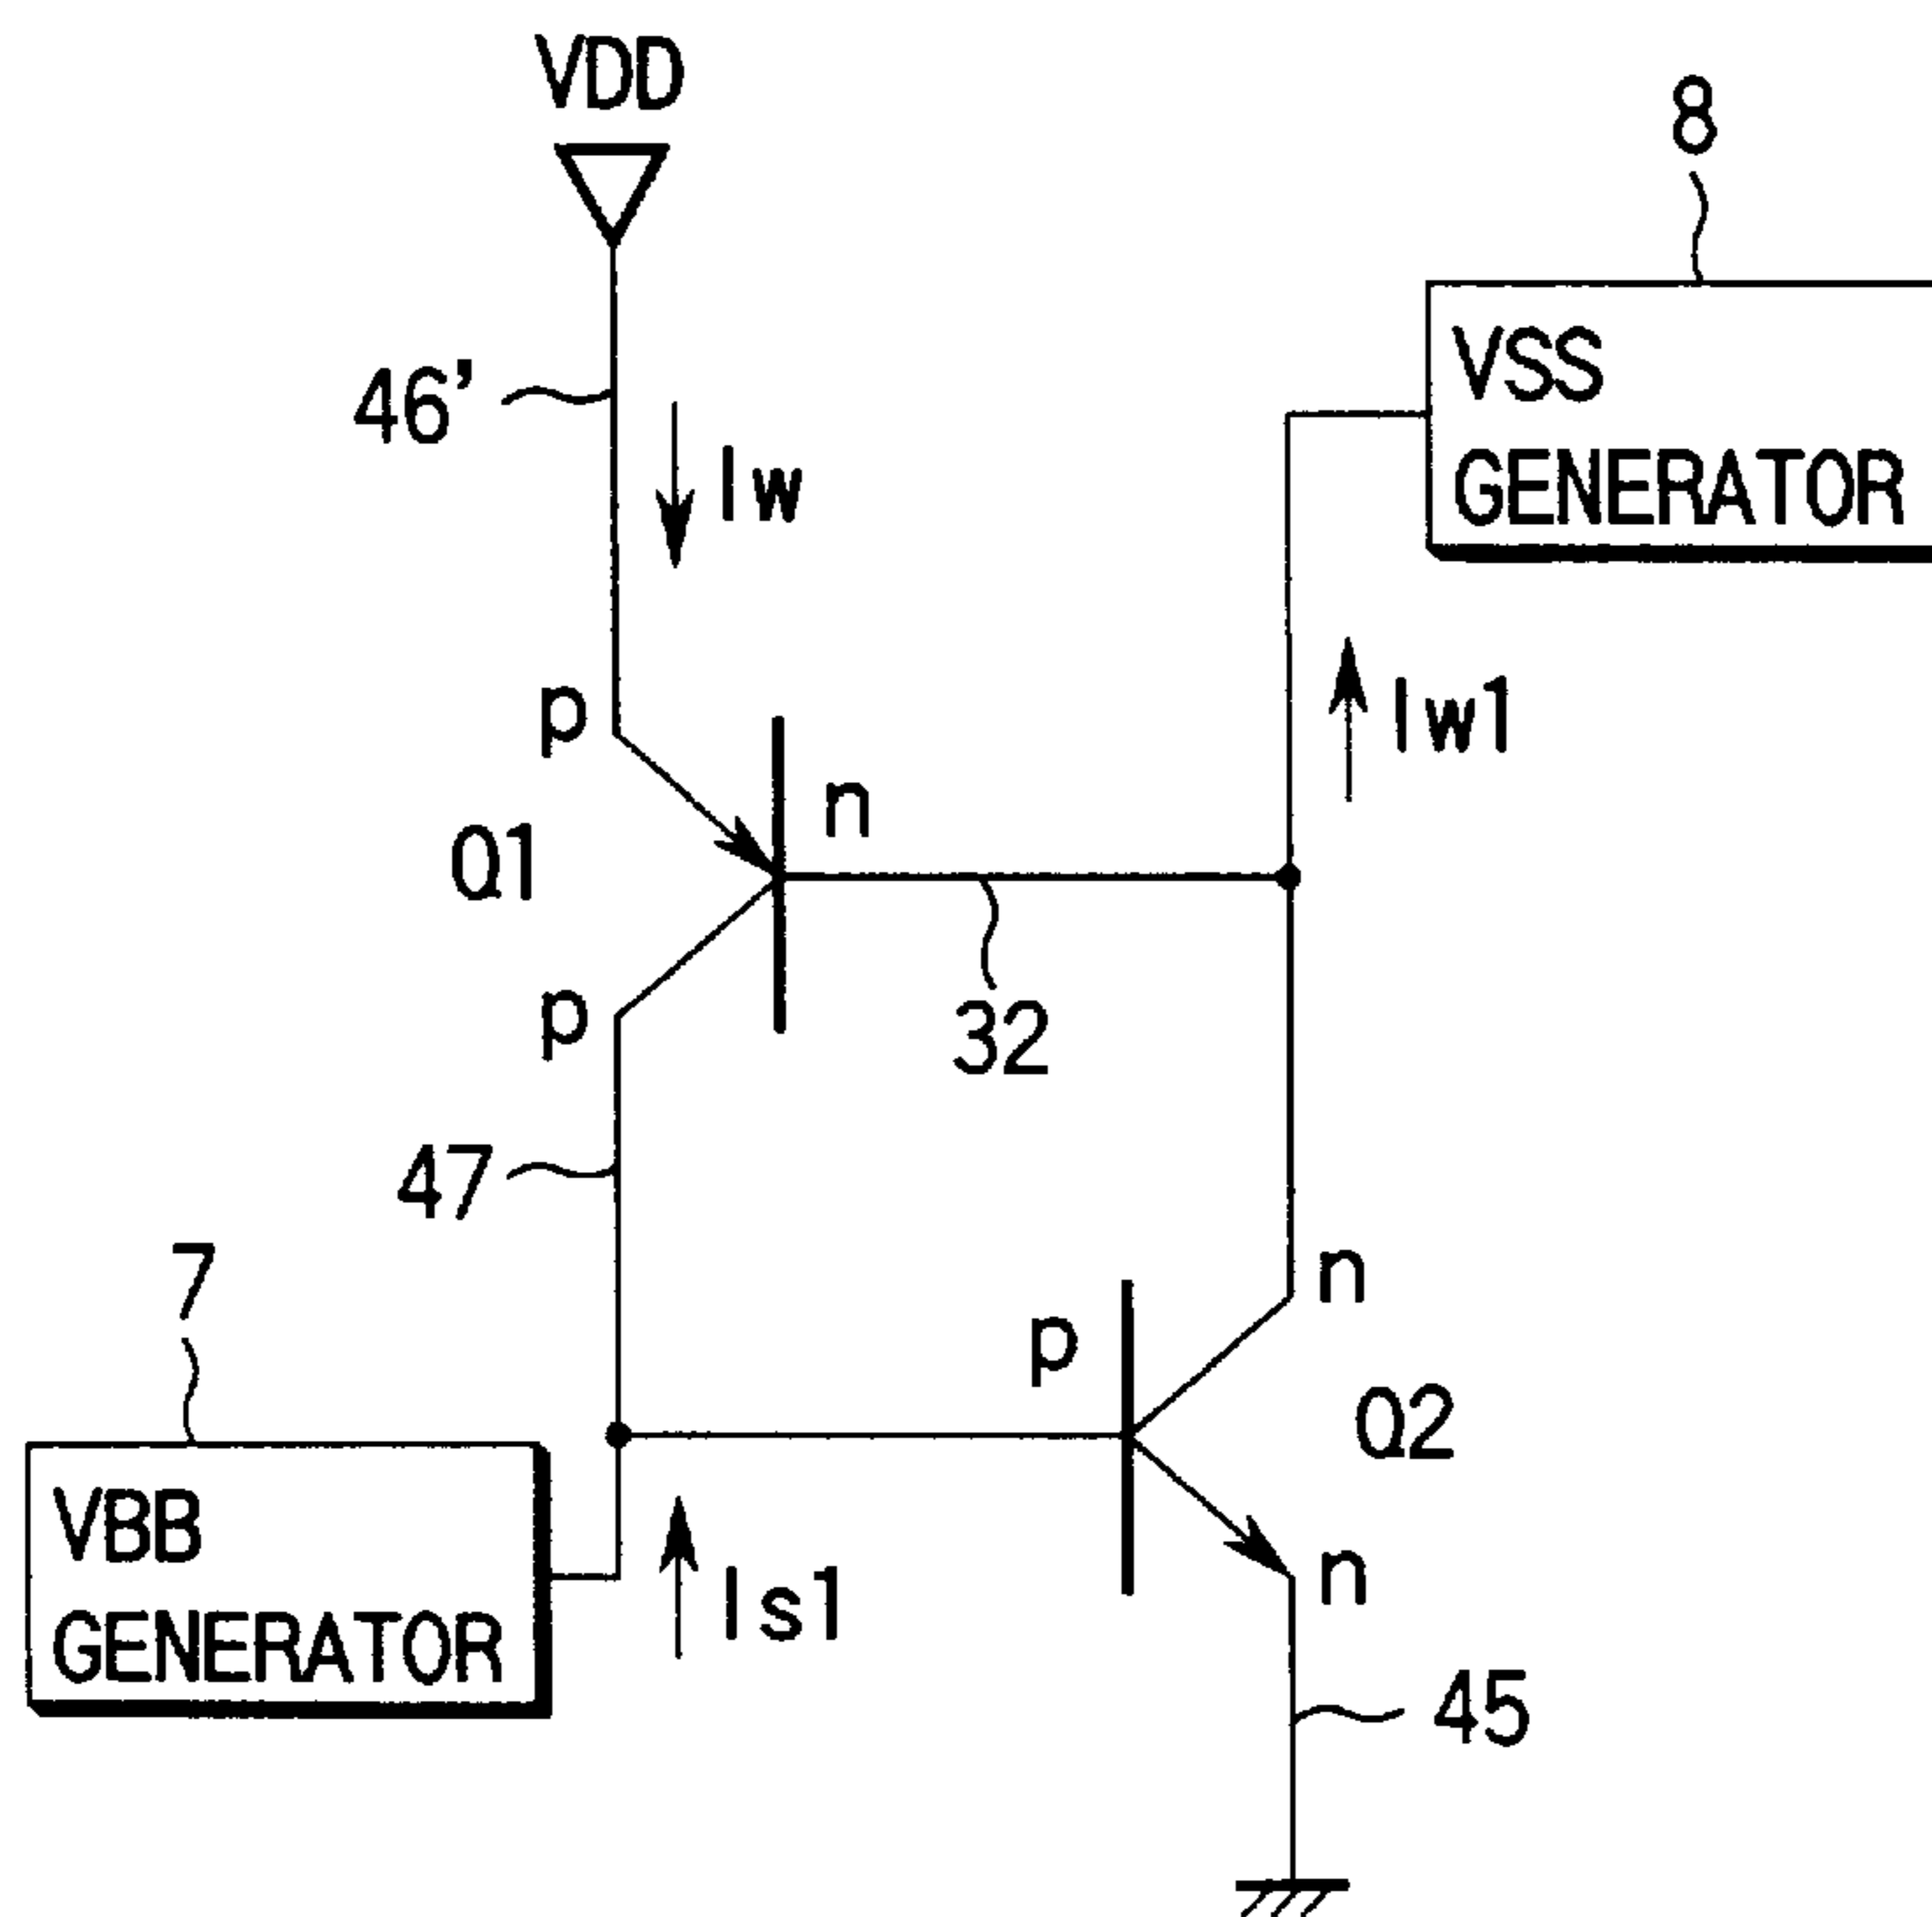 VDD
8
VSS
GENERATOR
46'
Iw
Iw1
p
n
Q1
32
p
47
7
n
p
Q2
VBB
GENERATOR
Is1
n
45